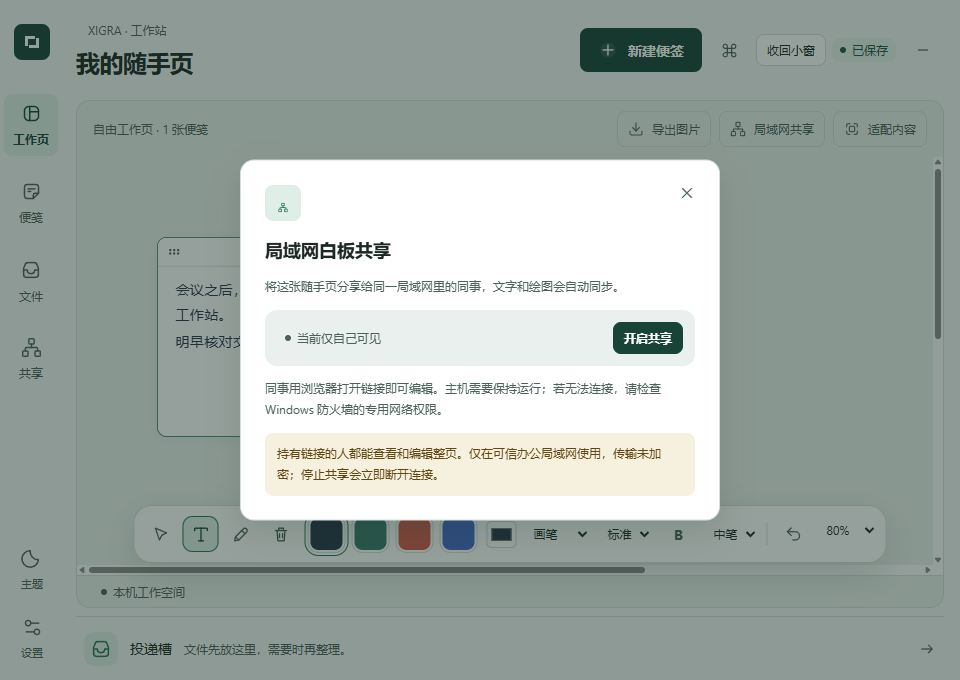 XIGRA · 工作站
我的随手页
新建便签
收回小窗
已保存
工作页
便笺
文件
共享
主题
设置
自由工作页 · 1 张便笺
导出图片
局域网共享
适配内容
会议之后,
工作站。
明早核对交
局域网白板共享
将这张随手页分享给同一局域网里的同事,文字和绘图会自动同步。
当前仅自己可见
开启共享
同事用浏览器打开链接即可编辑。主机需要保持运行;若无法连接,请检查
Windows 防火墙的专用网络权限。
持有链接的人都能查看和编辑整页。仅在可信办公局域网使用,传输未加
密;停止共享会立即断开连接。
T
画笔
标准
B
中笔
80%
本机工作空间
投递槽
文件先放这里,需要时再整理。